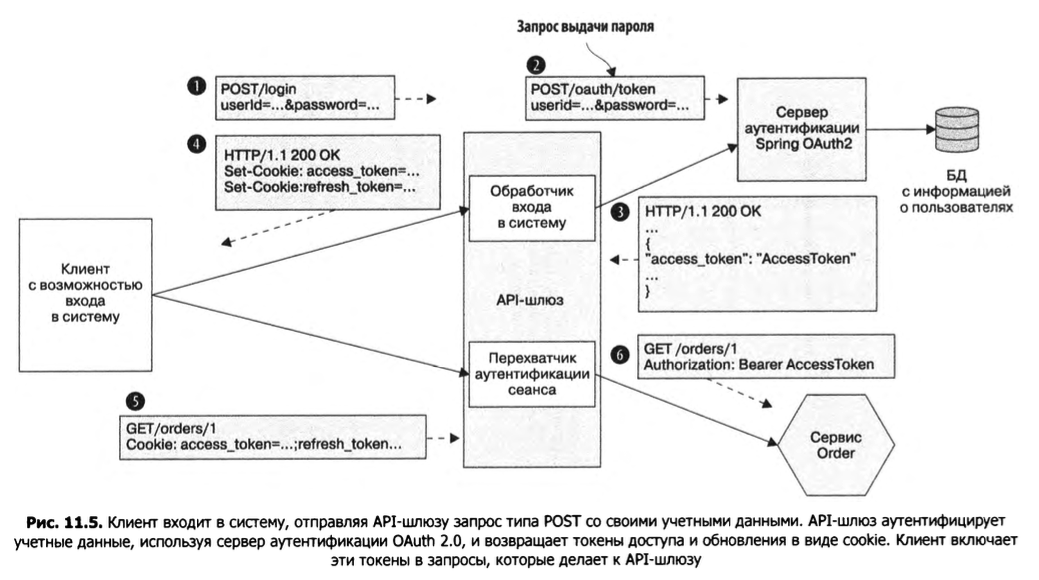 Запрос выдачи пароля
1
POST/login
userId=...&password=...
2
POST/oauth/token
userid=...&password=...
Сервер
аутентификации
Spring OAuth2
БД
с информацией
о пользователях
4
HTTP/1.1 200 OK
Set-Cookie: access_token=...
Set-Cookie:refresh_token=...
Обработчик
входа
в систему
3
HTTP/1.1 200 OK
...
{
"access_token": "AccessToken"
...
}
Клиент
с возможностью
входа
в систему
API-шлюз
Перехватчик
аутентификации
сеанса
6
GET /orders/1
Authorization: Bearer AccessToken
5
GET/orders/1
Cookie: access_token=...;refresh_token...
Сервис
Order
Рис. 11.5. Клиент входит в систему, отправляя API-шлюзу запрос типа POST со своими учетными данными. API-шлюз аутентифицирует
учетные данные, используя сервер аутентификации OAuth 2.0, и возвращает токены доступа и обновления в виде cookie. Клиент включает
эти токены в запросы, которые делает к API-шлюзу